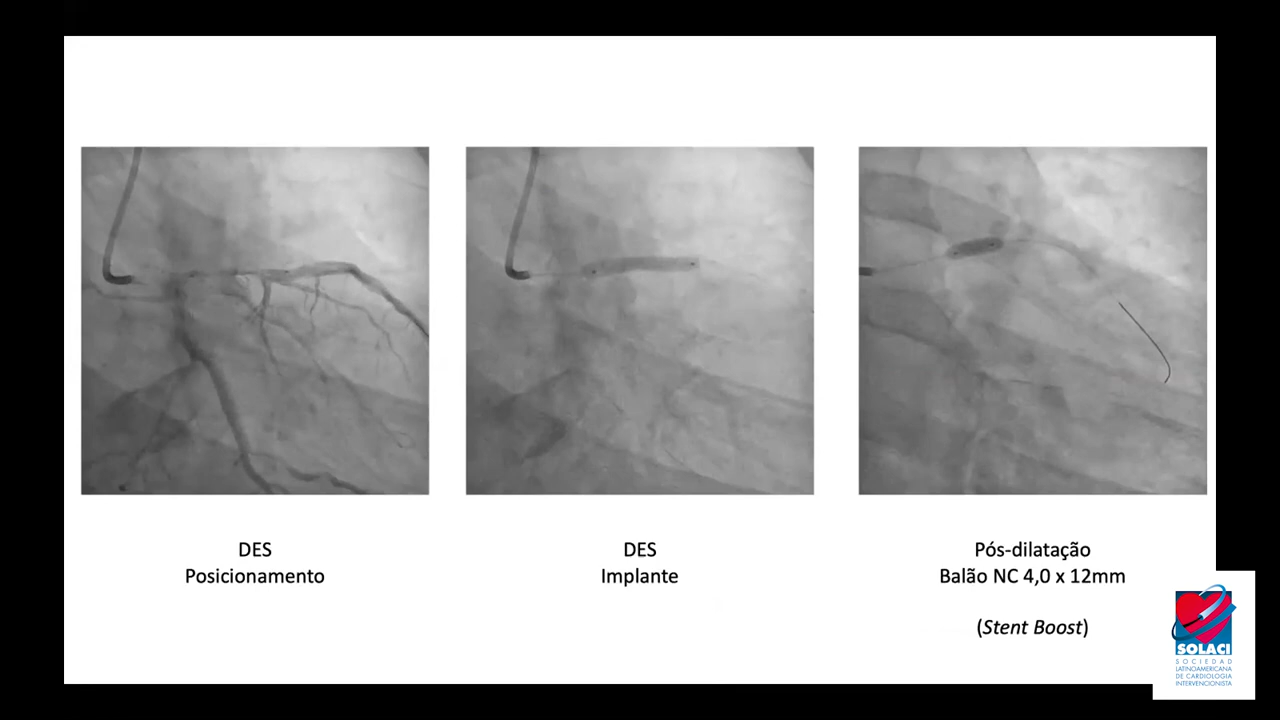 DES
Posicionamento
DES
Implante
Pós-dilatação
Balão NC 4,0 x 12mm
(Stent Boost)
SOLACI
SOCIEDAD
LATINOAMERICANA
DE CARDIOLOGIA
INTERVENCIONISTA